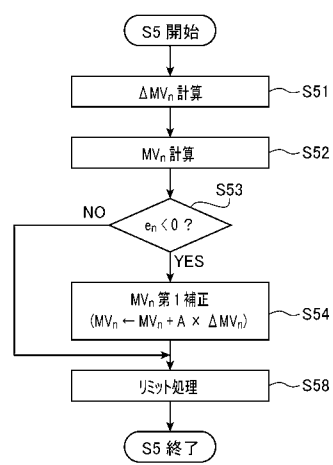 S5 開始
ΔMVn 計算
S51
MVn 計算
S52
S53
NO
en < 0 ?
YES
MVn 第1補正
(MVn ← MVn + A × ΔMVn)
S54
リミット処理
S58
S5 終了